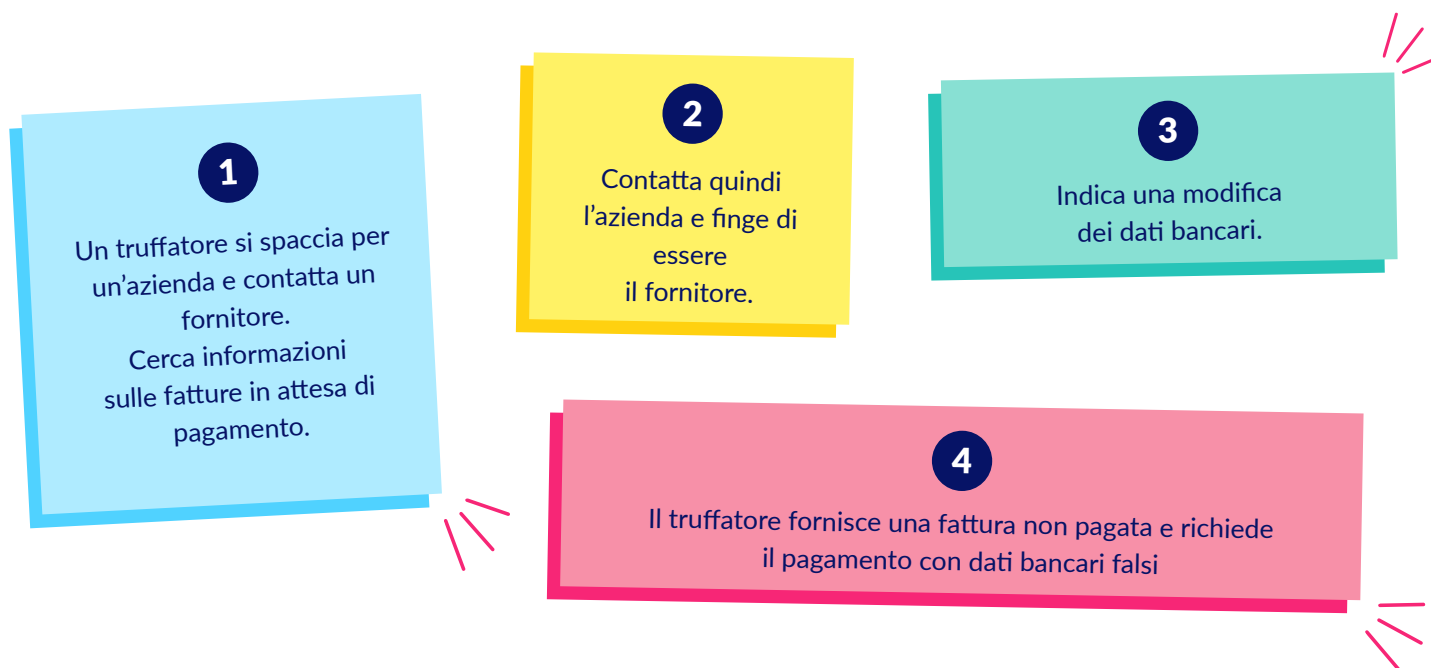 1
Un truffatore si spaccia per
un'azienda e contatta un
fornitore.
Cerca informazioni
sulle fatture in attesa di
pagamento.
2
Contatta quindi
l'azienda e finge di
essere
il fornitore.
3
Indica una modifica
dei dati bancari.
4
Il truffatore fornisce una fattura non pagata e richiede
il pagamento con dati bancari falsi